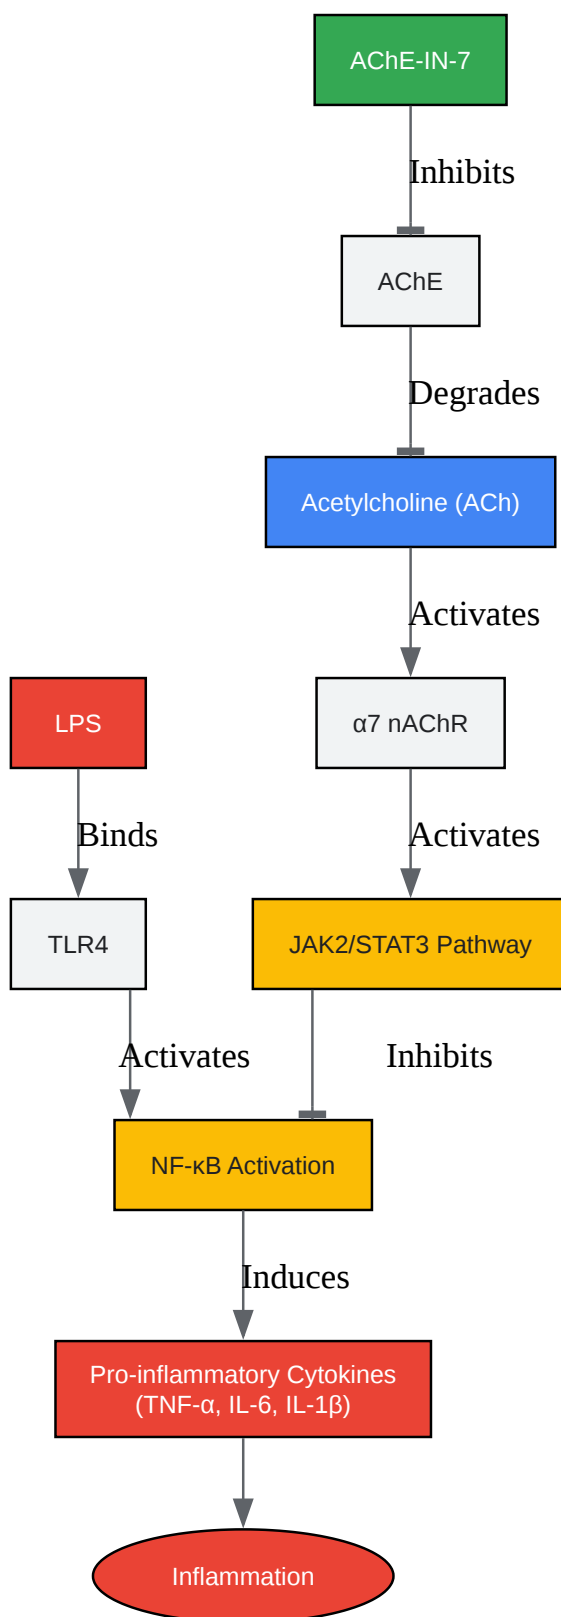 AChE-IN-7
Inhibits
AChE
Degrades
Acetylcholine (ACh)
Activates
LPS
α7 nAChR
Binds
Activates
TLR4
JAK2/STAT3 Pathway
Activates
Inhibits
NF-κB Activation
Induces
Pro-inflammatory Cytokines
(TNF-α, IL-6, IL-1β)
Inflammation